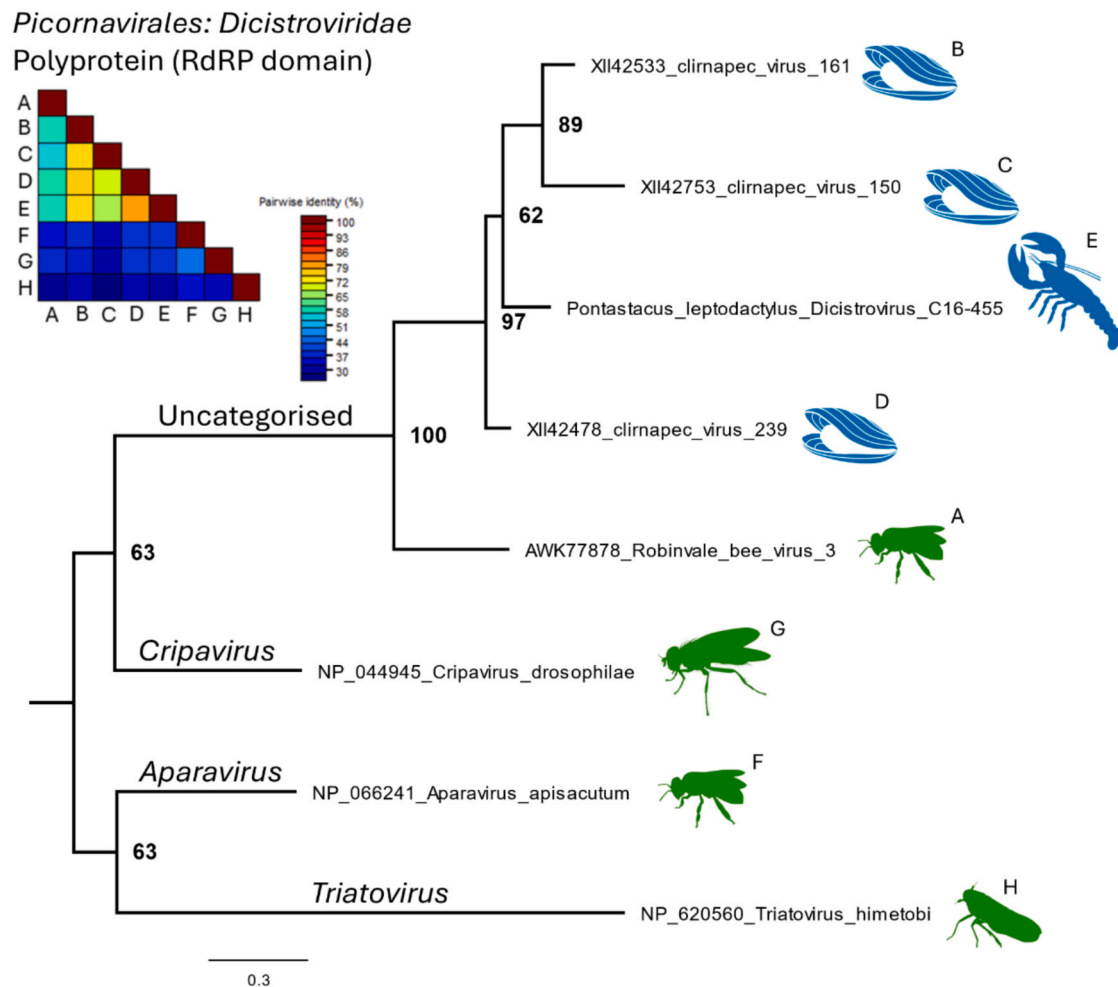 Picornavirales: Dicistroviridae
Polyprotein (RdRP domain)
A
B
C
D
E
F
G
H
A B C D E F G H
Pairwise identity (%)
100
93
86
79
72
65
58
51
44
37
30
XII42533_clirnapec_virus_161
B
89
XII42753_clirnapec_virus_150
C
62
Pontastacus_leptodactylus_Dicistrovirus_C16-455
E
97
XII42478_clirnapec_virus_239
D
Uncategorised
100
AWK77878_Robinvale_bee_virus_3
A
63
Cripavirus
NP_044945_Cripavirus_drosophilae
G
Aparavirus
NP_066241_Aparavirus_apisacutum
F
63
Triatovirus
NP_620560_Triatovirus_himetobi
H
0.3